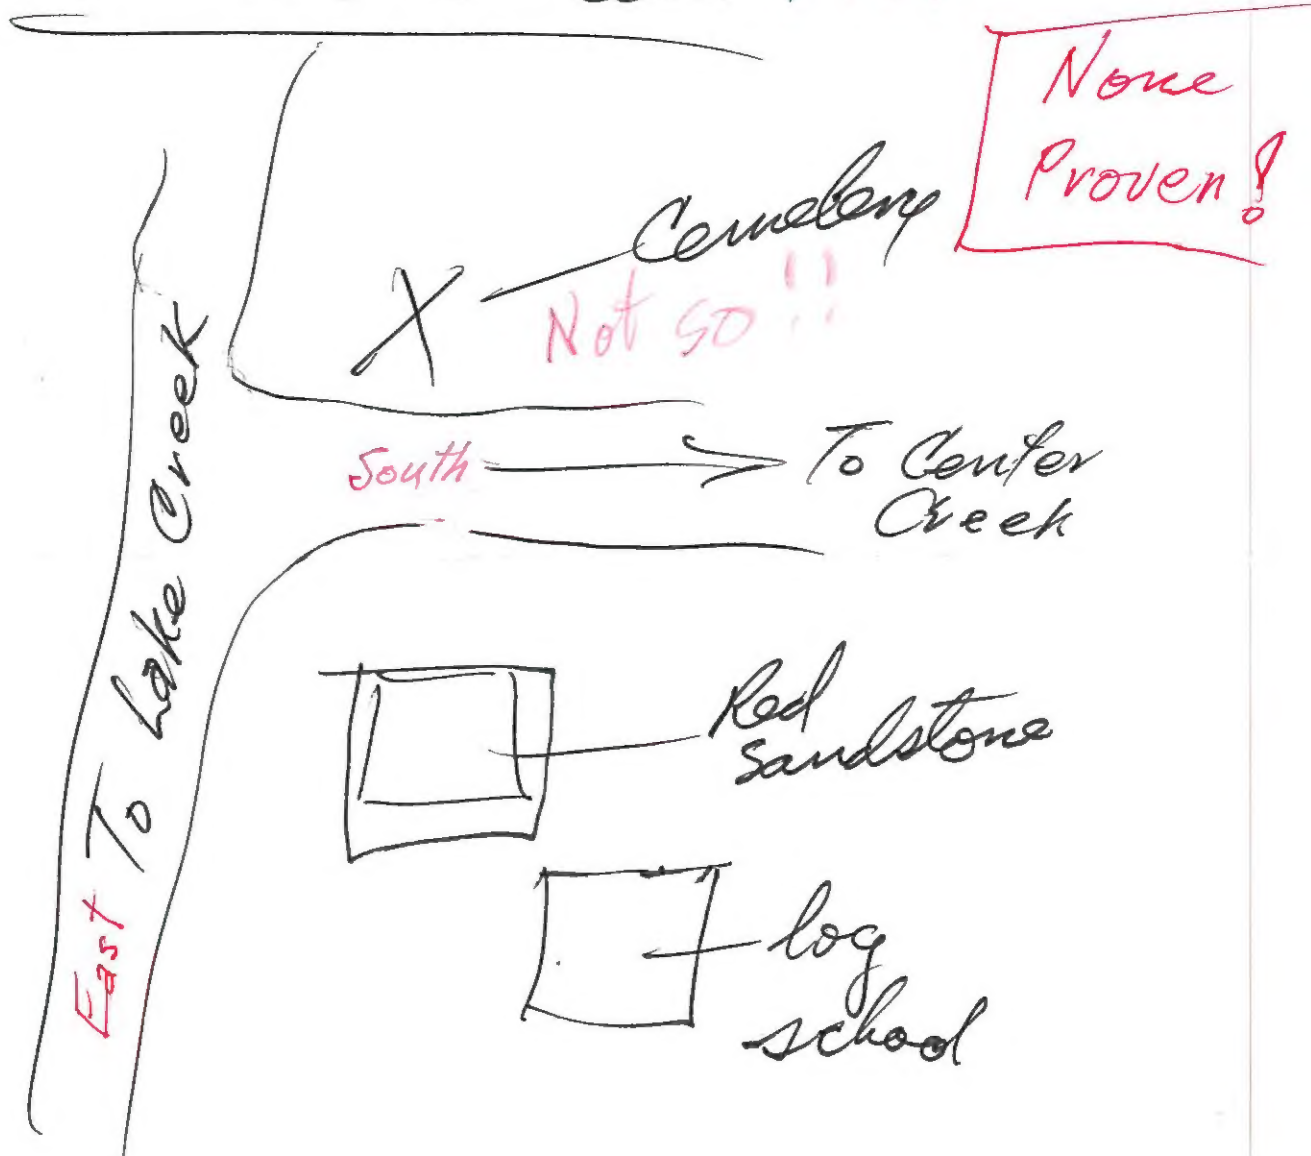 None
Proven!
Cemetery
X
Not so!!
South
To Center
Creek
East To Lake Creek
Red
Sandstone
log
school